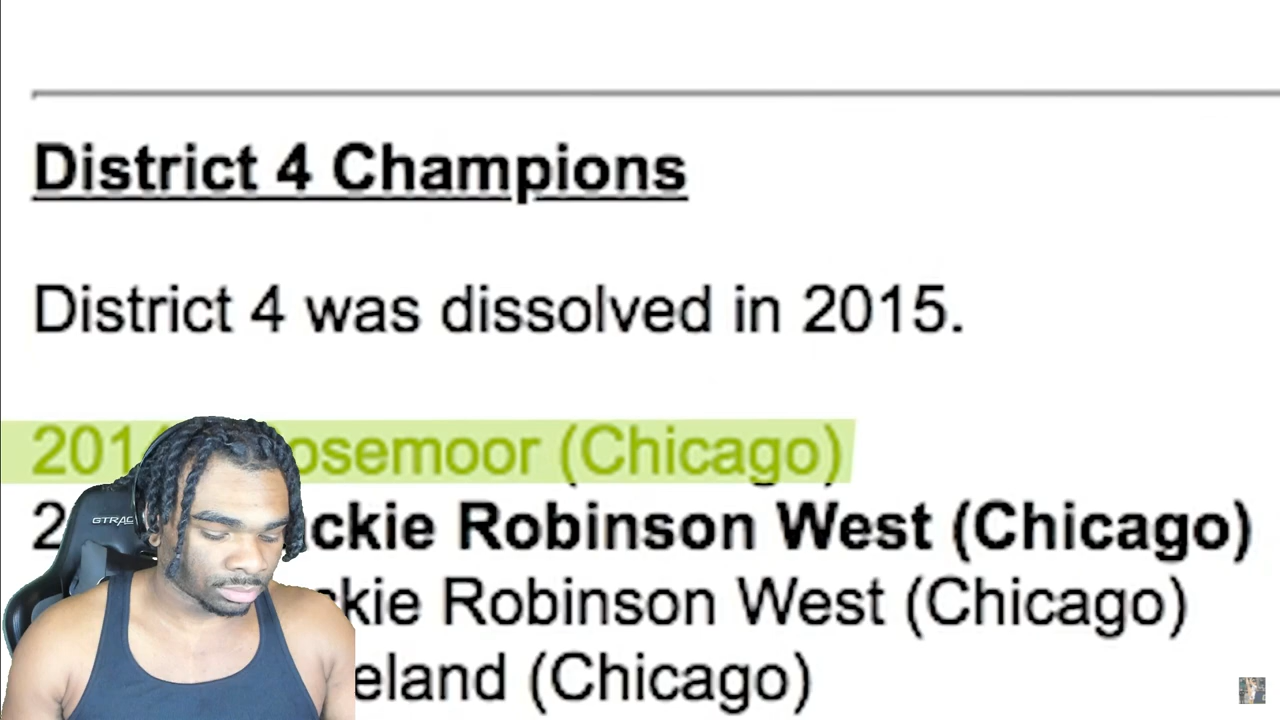 District 4 Champions
District 4 was dissolved in 2015.
201 osemoor (Chicago)
2 ckie Robinson West (Chicago)
kie Robinson West (Chicago)
eland (Chicago)
GTRAC